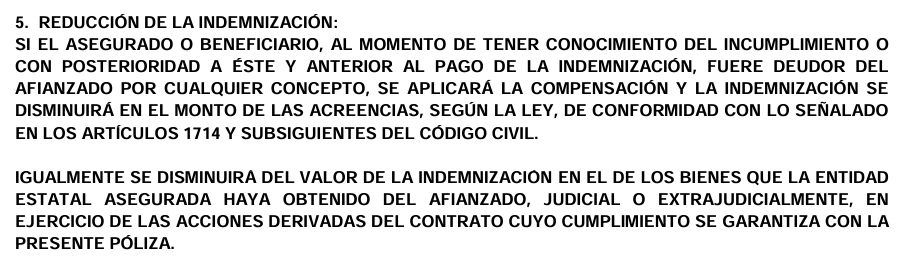 5. REDUCCIÓN DE LA INDEMNIZACIÓN:
SI EL ASEGURADO O BENEFICIARIO, AL MOMENTO DE TENER CONOCIMIENTO DEL INCUMPLIMIENTO O
CON POSTERIORIDAD A ÉSTE Y ANTERIOR AL PAGO DE LA INDEMNIZACIÓN, FUERE DEUDOR DEL
AFIANZADO POR CUALQUIER CONCEPTO, SE APLICARÁ LA COMPENSACIÓN Y LA INDEMNIZACIÓN SE
DISMINUIRÁ EN EL MONTO DE LAS ACREENCIAS, SEGÚN LA LEY, DE CONFORMIDAD CON LO SEÑALADO
EN LOS ARTÍCULOS 1714 Y SUBSIGUIENTES DEL CÓDIGO CIVIL.
IGUALMENTE SE DISMINUIRÁ DEL VALOR DE LA INDEMNIZACIÓN EN EL DE LOS BIENES QUE LA ENTIDAD
ESTATAL ASEGURADA HAYA OBTENIDO DEL AFIANZADO, JUDICIAL O EXTRAJUDICIALMENTE, EN
EJERCICIO DE LAS ACCIONES DERIVADAS DEL CONTRATO CUYO CUMPLIMIENTO SE GARANTIZA CON LA
PRESENTE PÓLIZA.